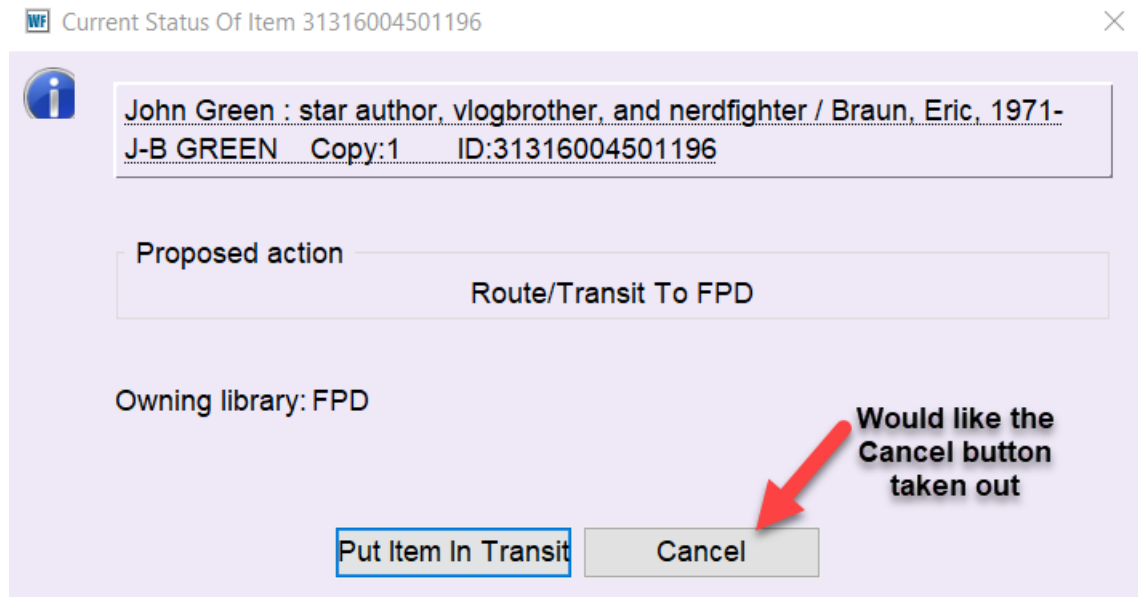 WF Current Status Of Item 31316004501196
i
John Green : star author, vlogbrother, and nerdfighter / Braun, Eric, 1971-
J-B GREEN Copy:1 ID:31316004501196
Proposed action
Route/Transit To FPD
Owning library: FPD
Would like the
Cancel button
taken out
Put Item In Transit Cancel